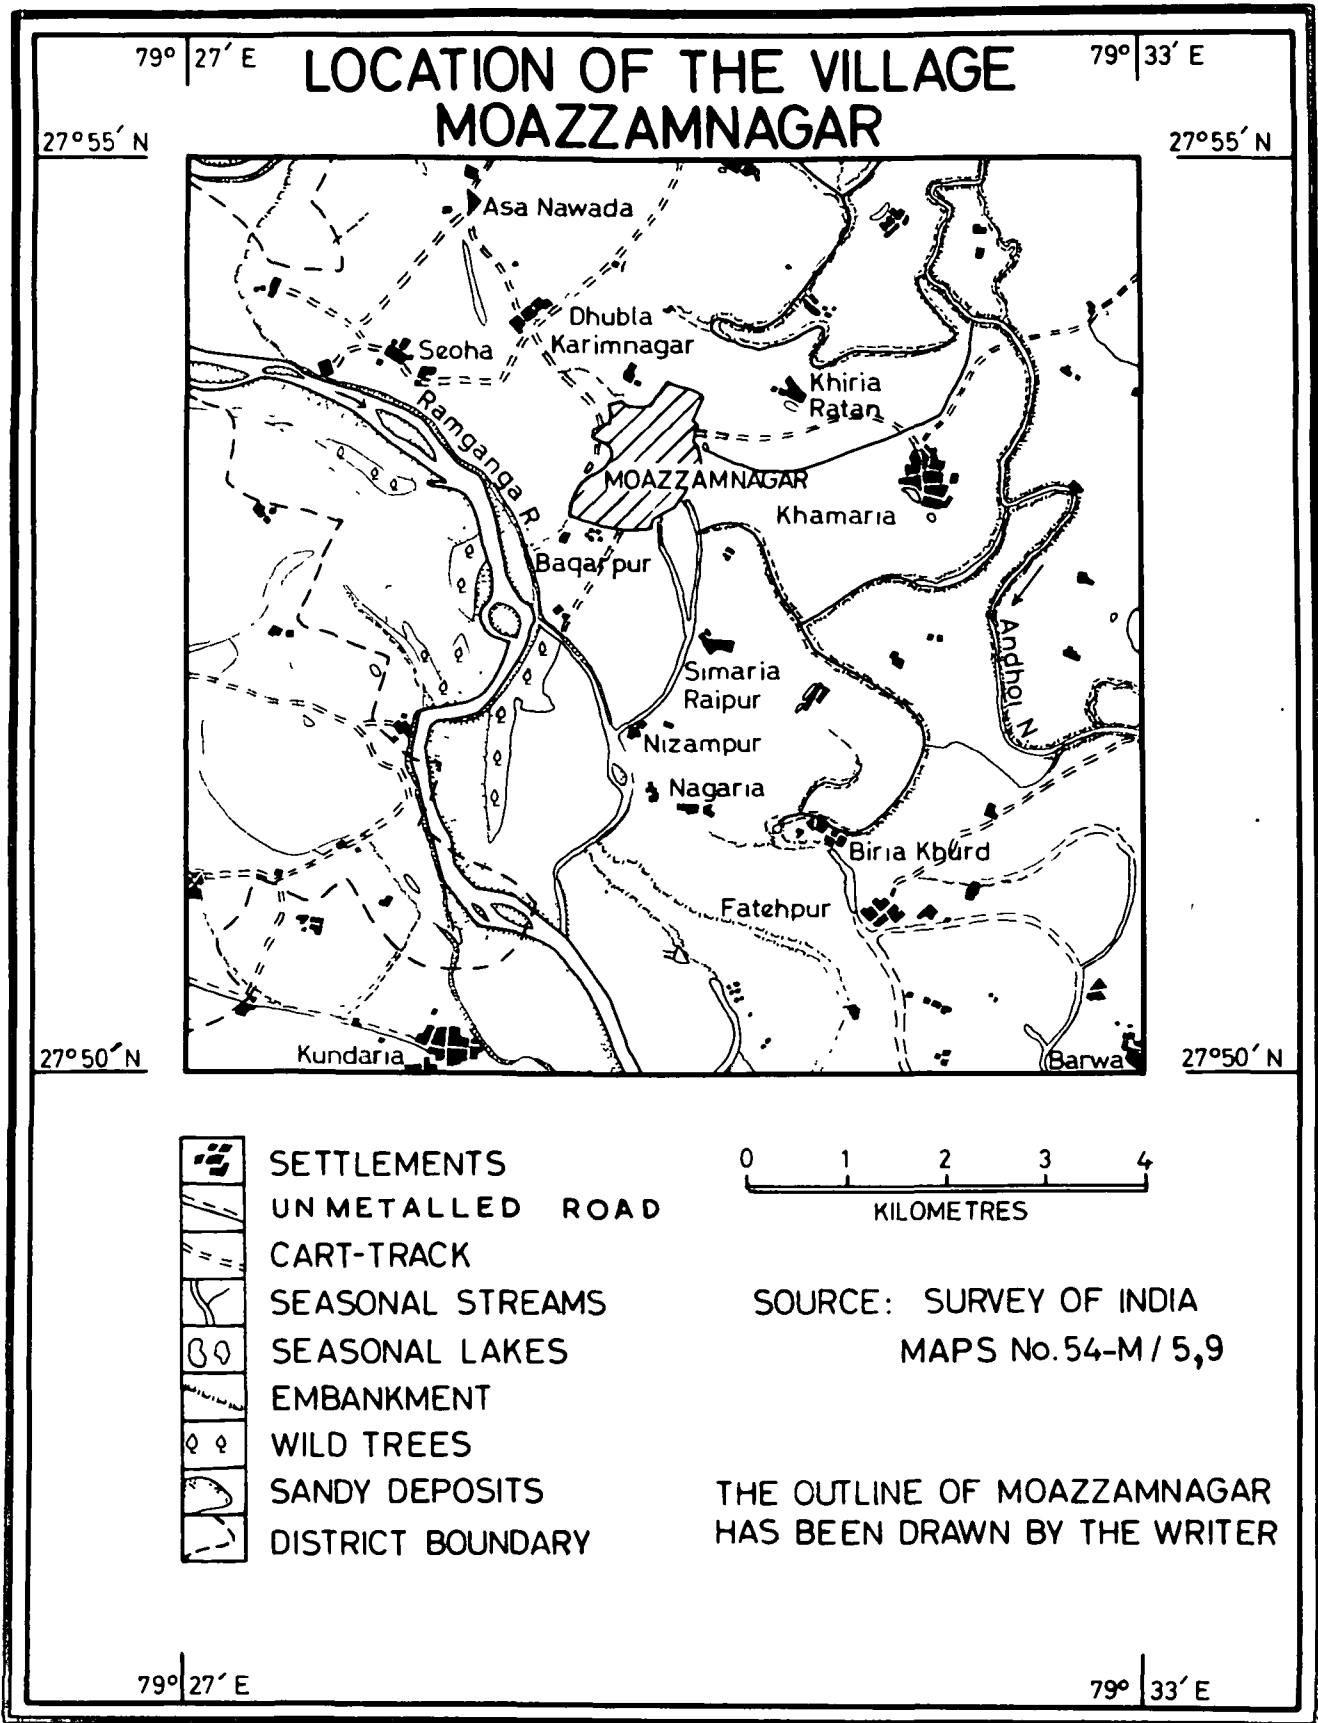 79° 27′ E
LOCATION OF THE VILLAGE
MOAZZAMNAGAR
79° 33′ E
27°55′ N
27°55′ N
Asa Nawada
Dhubla
Karimnagar
Seoha
Khiria
Ratan
Ramganga R.
MOAZZAMNAGAR
Khamaria
Baqarpur
Andhoi N.
Simaria
Raipur
Nizampur
Nagaria
Biria Khurd
Fatehpur
Kundaria
Barwa
27°50′ N
27°50′ N
SETTLEMENTS
UNMETALLED ROAD
CART-TRACK
SEASONAL STREAMS
SEASONAL LAKES
EMBANKMENT
WILD TREES
SANDY DEPOSITS
DISTRICT BOUNDARY
0 1 2 3 4
KILOMETRES
SOURCE: SURVEY OF INDIA
MAPS No. 54-M / 5,9
THE OUTLINE OF MOAZZAMNAGAR
HAS BEEN DRAWN BY THE WRITER
79° 27′ E
79° 33′ E